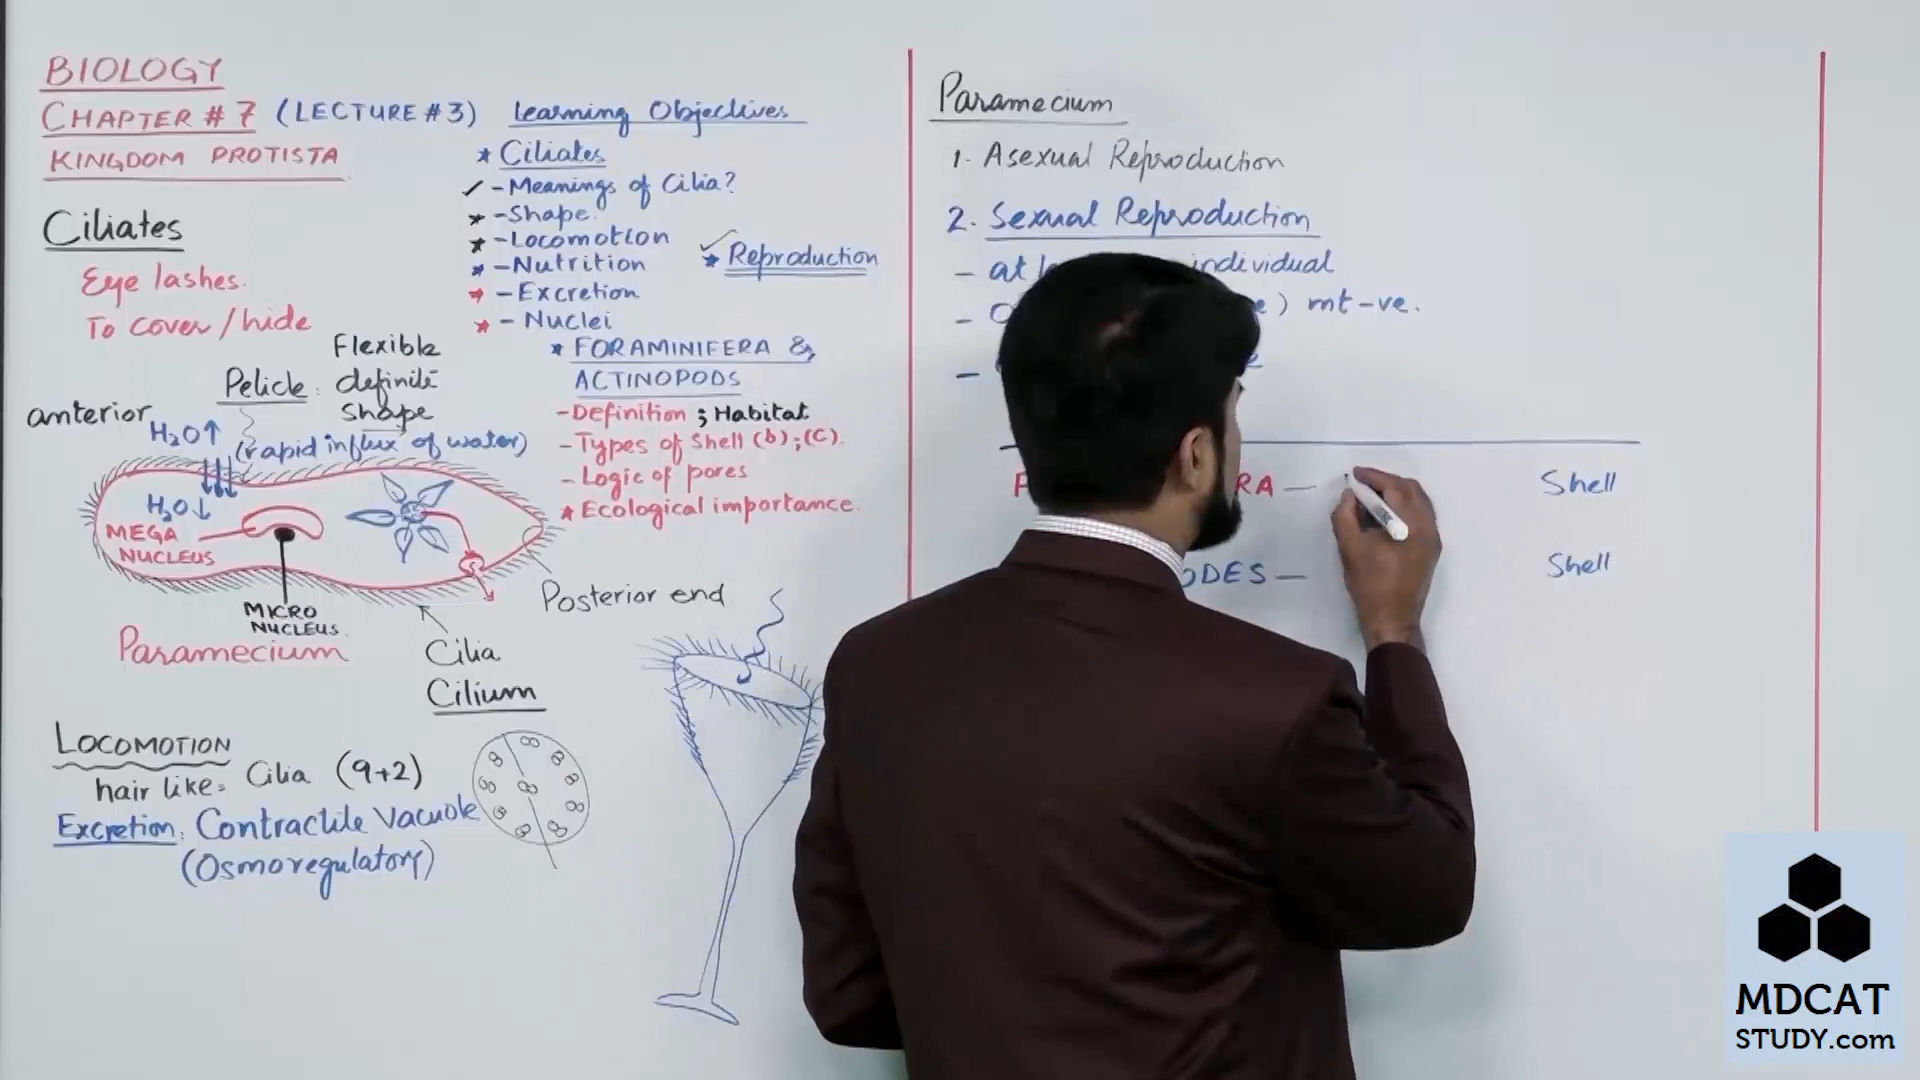 BIOLOGY
CHAPTER # 7 (LECTURE # 3)
KINGDOM PROTISTA
Learning Objectives
* Ciliates
- Meanings of Cilia?
- Shape.
- Locomotion
- Nutrition
- Excretion
- Nuclei
* Reproduction
* FORAMINIFERA &
ACTINOPODS
- Definition ; Habitat
- Types of Shell (b) ; (C).
- Logic of pores
* Ecological importance.
Ciliates
Eye lashes.
To cover / hide
Pelicle : Flexible
definite
shape
anterior
H2O ↑
(rapid influx of water)
H2O ↓
MEGA
NUCLEUS
MICRO
NUCLEUS.
Posterior end
Paramecium
Cilia
Cilium
LOCOMOTION
hair like = Cilia (9+2)
Excretion : Contractile Vacuole
(Osmoregulatory)
Paramecium
1. Asexual Reproduction
2. Sexual Reproduction
- at individual
- ) mt -ve.
-
RA — Shell
ODES — Shell
MDCAT
STUDY.com